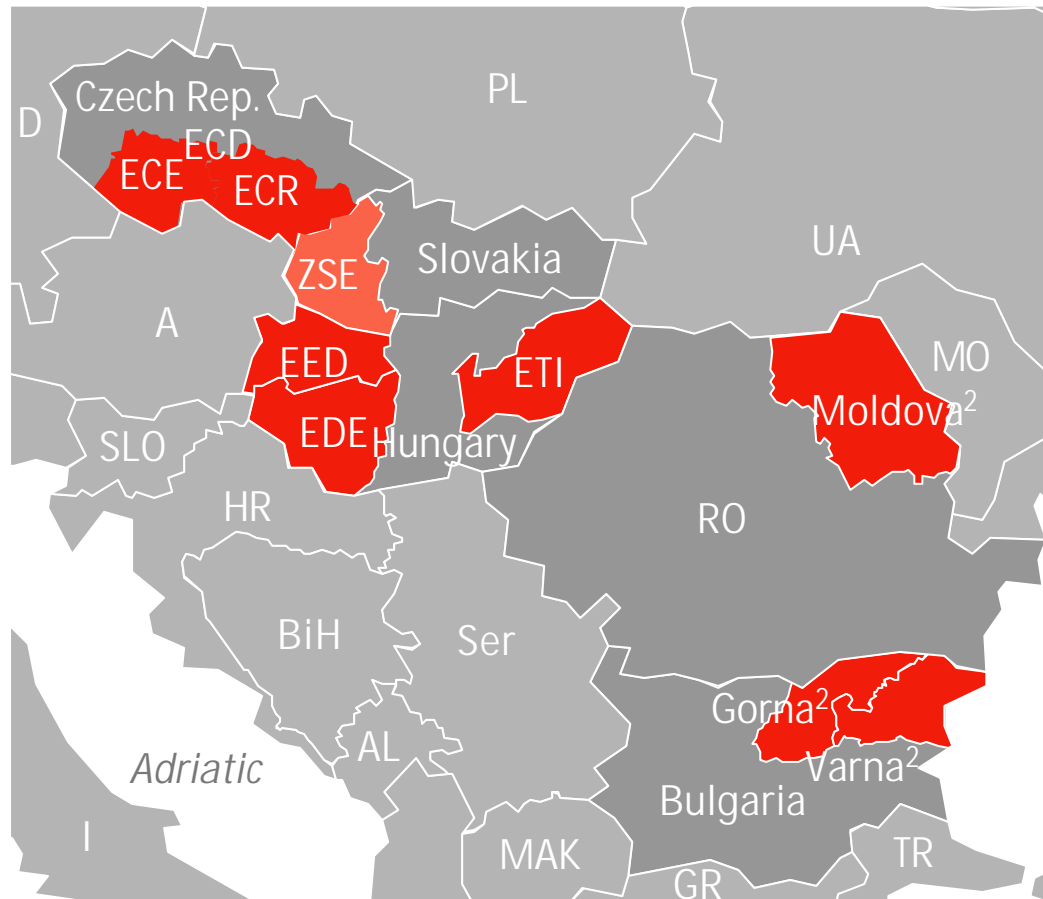 PL
Czech Rep.
D
ECD
ECE
ECR
UA
Slovakia
ZSE
A
MO
EED
ETI
Moldova²
EDE
Hungary
SLO
HR
RO
BiH
Ser
Gorna²
AL
Varna²
Adriatic
Bulgaria
I
MAK
TR
GR